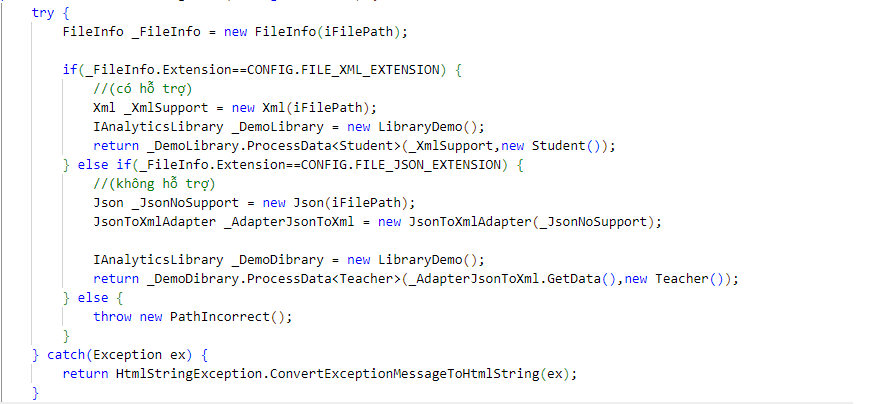 try {
FileInfo _FileInfo = new FileInfo(iFilePath);
if(_FileInfo.Extension==CONFIG.FILE_XML_EXTENSION) {
//(có hỗ trợ)
Xml _XmlSupport = new Xml(iFilePath);
IAnalyticsLibrary _DemoLibrary = new LibraryDemo();
return _DemoLibrary.ProcessData<Student>(_XmlSupport,new Student());
} else if(_FileInfo.Extension==CONFIG.FILE_JSON_EXTENSION) {
//(không hỗ trợ)
Json _JsonNoSupport = new Json(iFilePath);
JsonToXmlAdapter _AdapterJsonToXml = new JsonToXmlAdapter(_JsonNoSupport);
IAnalyticsLibrary _DemoDibrary = new LibraryDemo();
return _DemoDibrary.ProcessData<Teacher>(_AdapterJsonToXml.GetData(),new Teacher());
} else {
throw new PathIncorrect();
}
} catch(Exception ex) {
return HtmlStringException.ConvertExceptionMessageToHtmlString(ex);
}